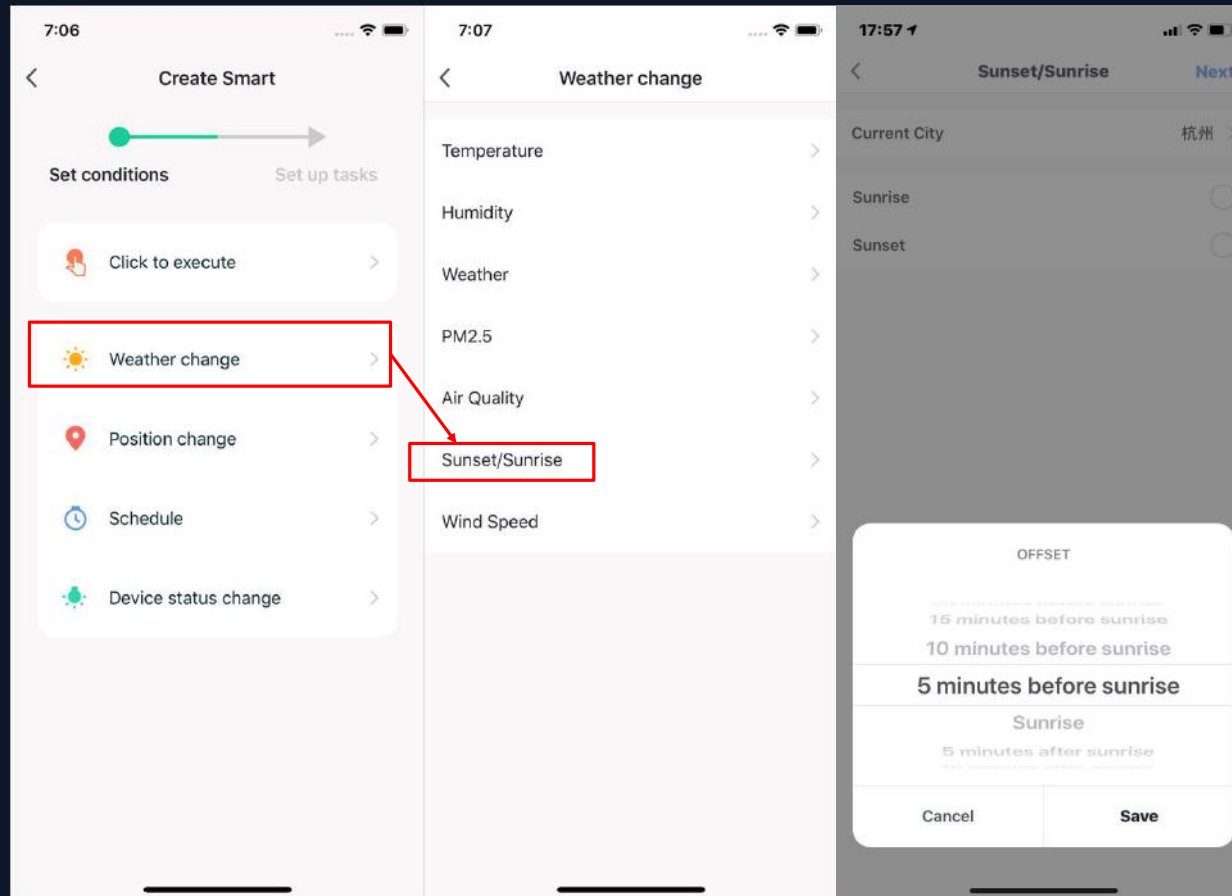 7:06
Create Smart
Set conditions
Set up tasks
Click to execute
Weather change
Position change
Schedule
Device status change
7:07
Weather change
Temperature
Humidity
Weather
PM2.5
Air Quality
Sunset/Sunrise
Wind Speed
17:57
Sunset/Sunrise
Next
Current City
杭州
Sunrise
Sunset
OFFSET
15 minutes before sunrise
10 minutes before sunrise
5 minutes before sunrise
Sunrise
5 minutes after sunrise
Cancel
Save